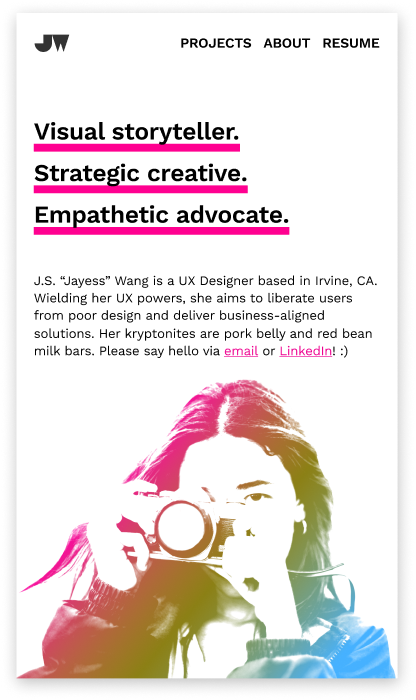 JW
PROJECTS ABOUT RESUME
Visual storyteller.
Strategic creative.
Empathetic advocate.
J.S. “Jayess” Wang is a UX Designer based in Irvine, CA.
Wielding her UX powers, she aims to liberate users
from poor design and deliver business-aligned
solutions. Her kryptonites are pork belly and red bean
milk bars. Please say hello via email or LinkedIn! :)